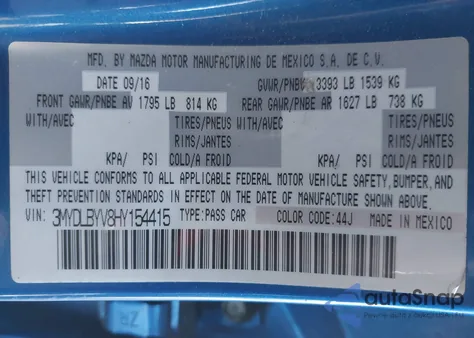 MFD. BY MAZDA MOTOR MANUFACTURING DE MEXICO S.A. DE C.V.
DATE 09/16 GVWR/PNBV 3393 LB 1539 KG
FRONT GAWR/PNBE AV 1795 LB 814 KG REAR GAWR/PNBE AR 1627 LB 738 KG
WITH/AVEC TIRES/PNEUS WITH/AVEC TIRES/PNEUS
RIMS/JANTES RIMS/JANTES
KPA/ PSI COLD/A FROID KPA/ PSI COLD/A FROID
THIS VEHICLE CONFORMS TO ALL APPLICABLE FEDERAL MOTOR VEHICLE SAFETY, BUMPER, AND
THEFT PREVENTION STANDARDS IN EFFECT ON THE DATE OF MANUFACTURE SHOWN ABOVE.
VIN: 3MYDLBYV8HY154415 TYPE:PASS CAR COLOR CODE:44J MADE IN MEXICO
autoSnap